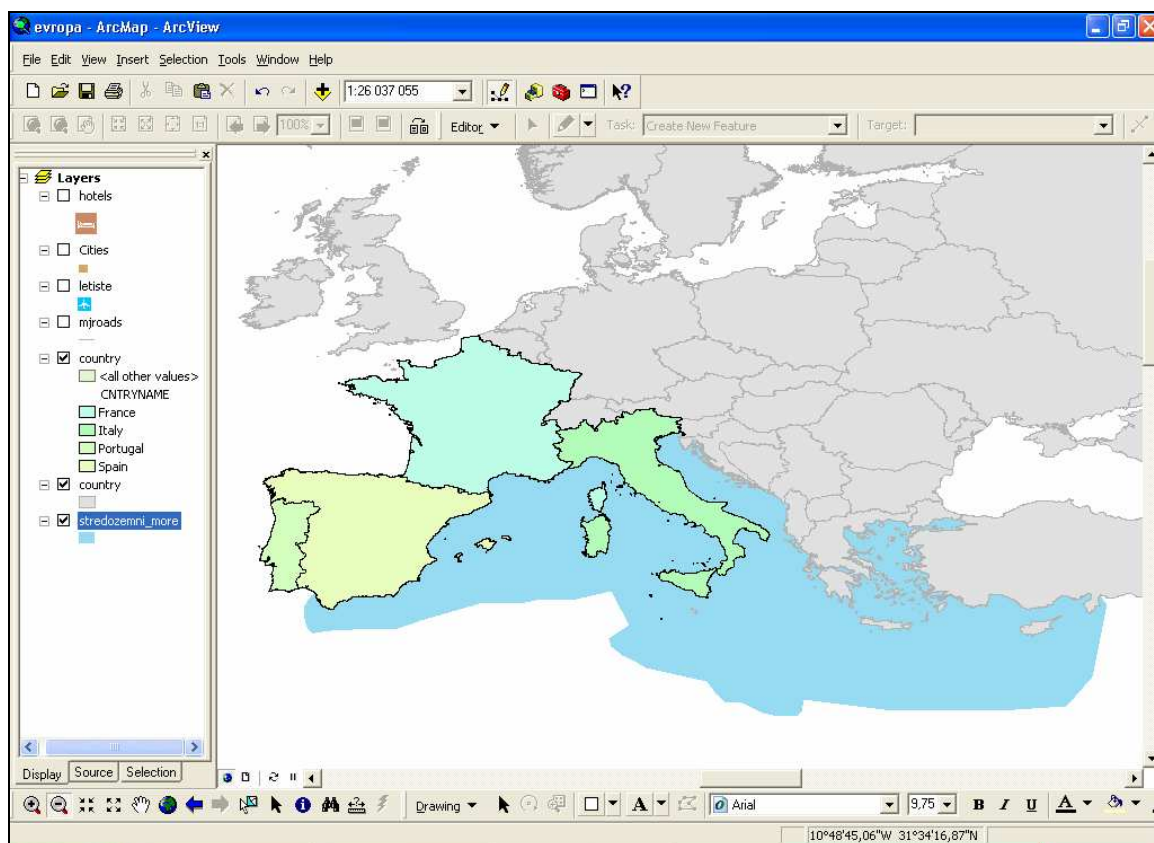 evropa - ArcMap - ArcView
File Edit View Insert Selection Tools Window Help
1:26 037 055
100% Editor Task: Create New Feature Target:
Layers
hotels
Cities
letiste
mjroads
country
<all other values>
CNTRYNAME
France
Italy
Portugal
Spain
country
stredozemni_more
Display Source Selection
Drawing A Arial 9,75 B I U A
10°48'45,06"W 31°34'16,87"N